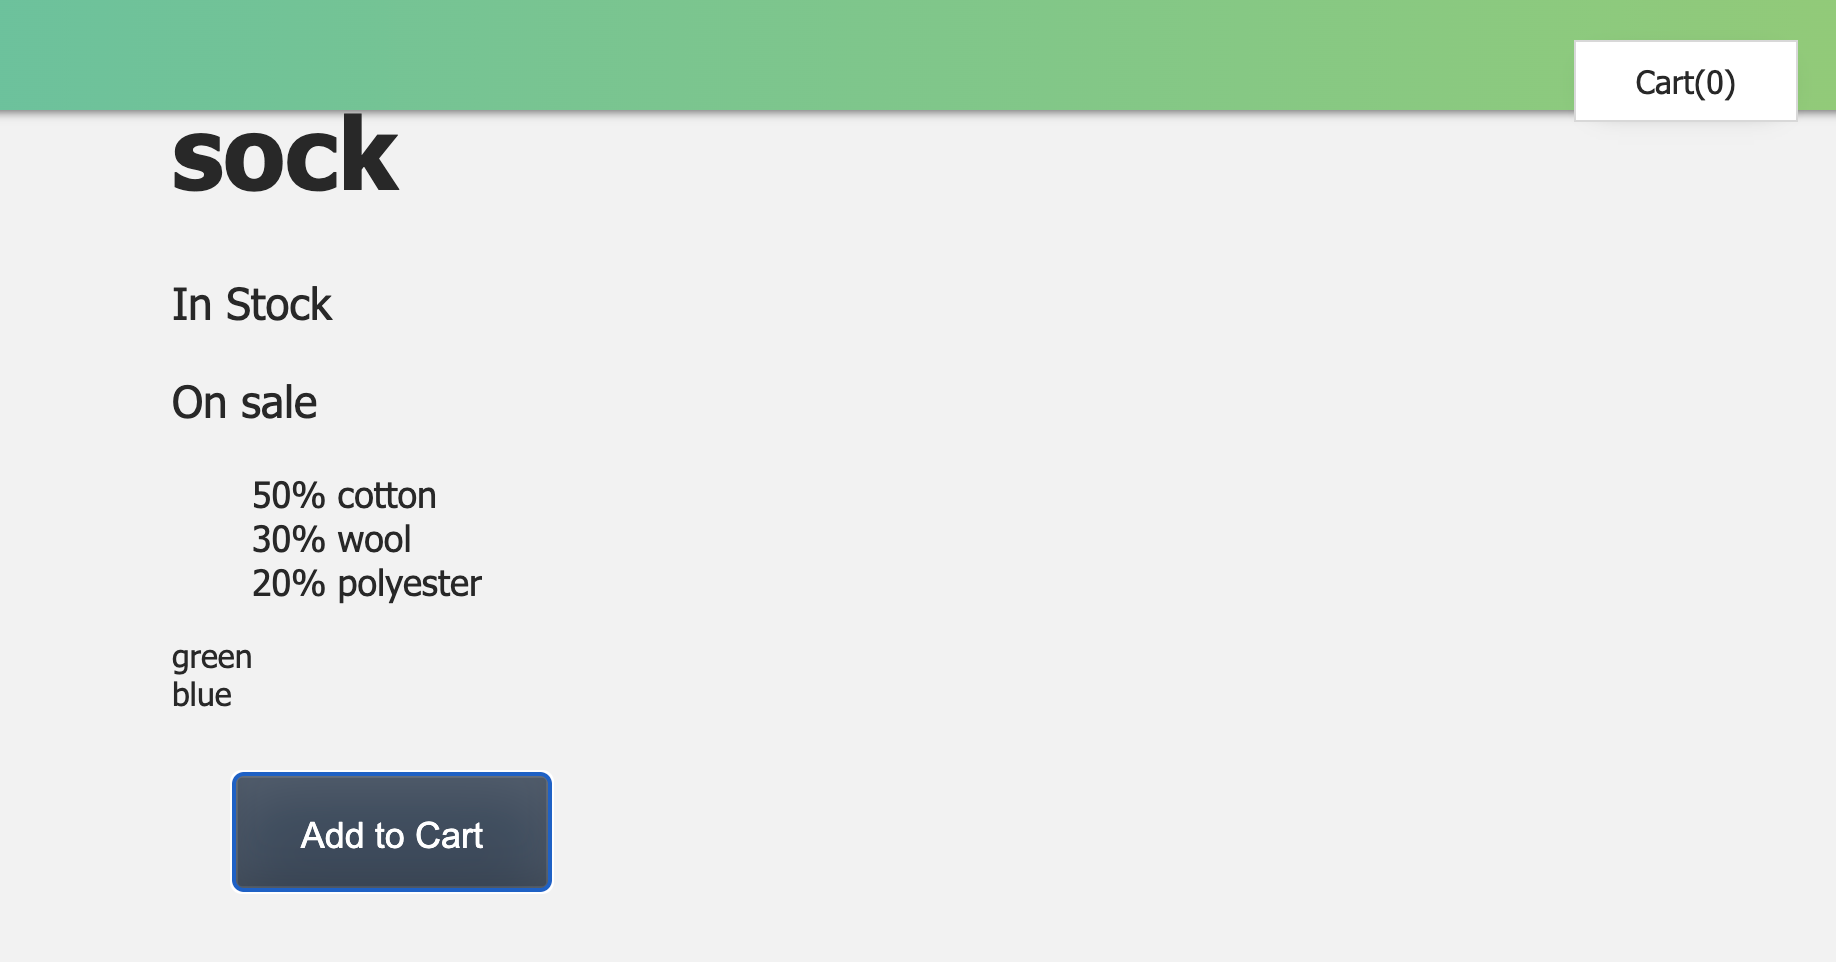 Cart(0)
sock
In Stock
On sale
50% cotton
30% wool
20% polyester
green
blue
Add to Cart